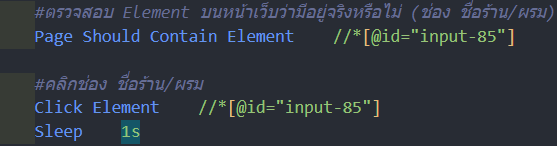 #ตรวจสอบ Element บนหน้าเว็บว่ามีอยู่จริงหรือไม่ (ช่อง ชื่อร้าน/ผรม)
Page Should Contain Element    //*[@id="input-85"]
#คลิกช่อง ชื่อร้าน/ผรม
Click Element    //*[@id="input-85"]
Sleep    1s